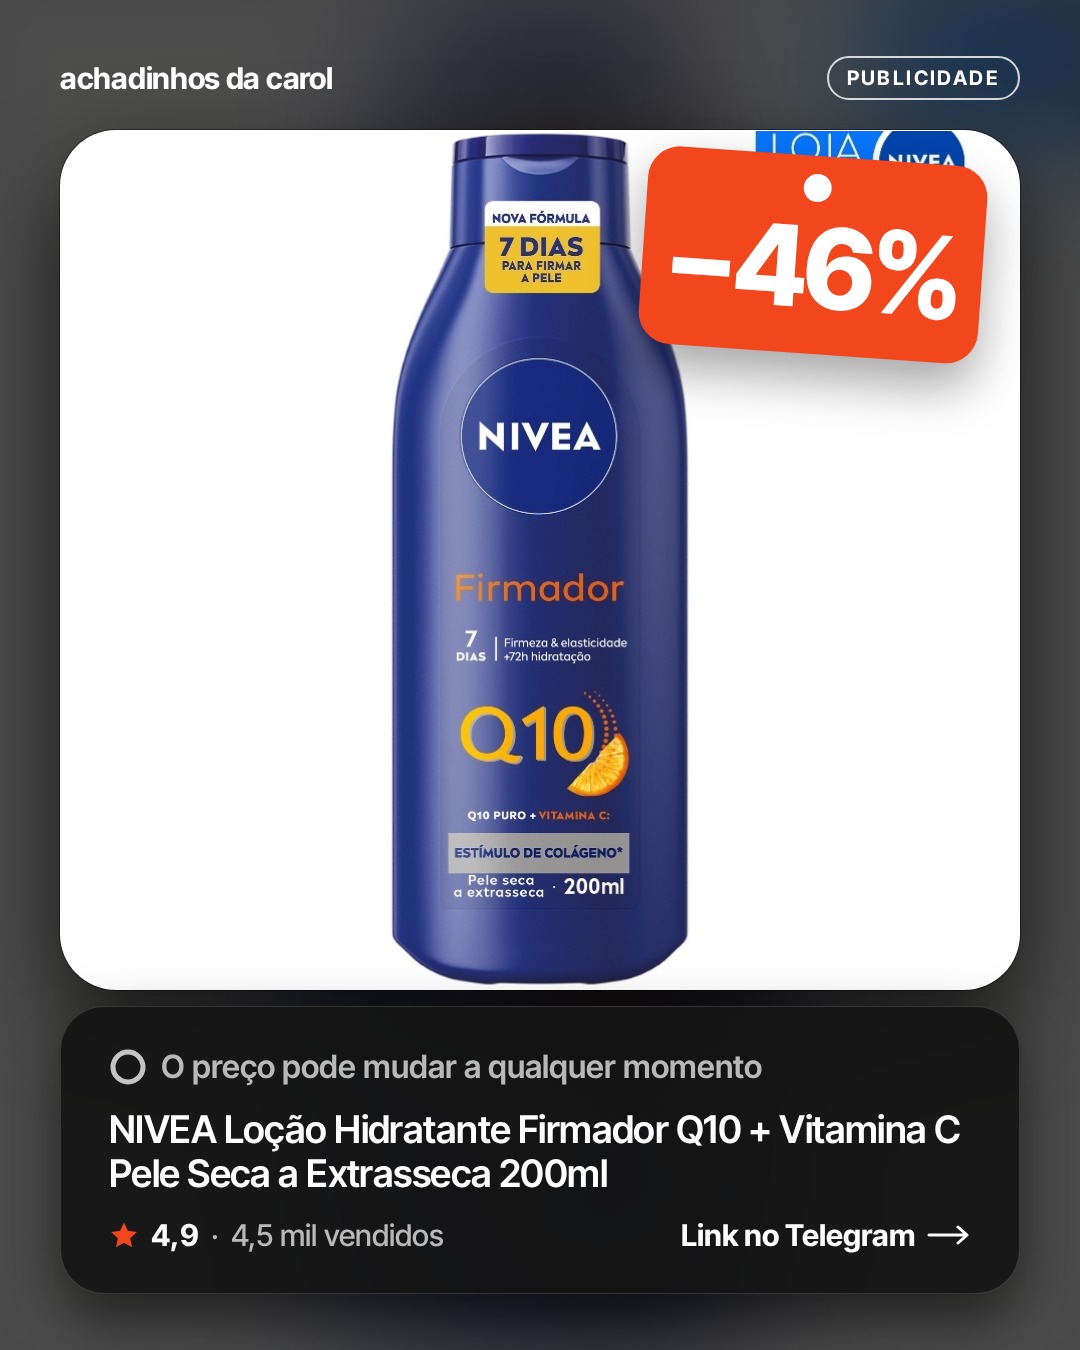 achadinhos da carol
PUBLICIDADE
LOJA
NIVEA
-46%
NOVA FÓRMULA
7 DIAS
PARA FIRMAR
A PELE
NIVEA
Firmador
7
DIAS
Firmeza & elasticidade
+72h hidratação
Q10
Q10 PURO + VITAMINA C:
ESTÍMULO DE COLÁGENO*
Pele seca
a extrasseca · 200ml
O preço pode mudar a qualquer momento
NIVEA Loção Hidratante Firmador Q10 + Vitamina C
Pele Seca a Extrasseca 200ml
4,9 · 4,5 mil vendidos
Link no Telegram →